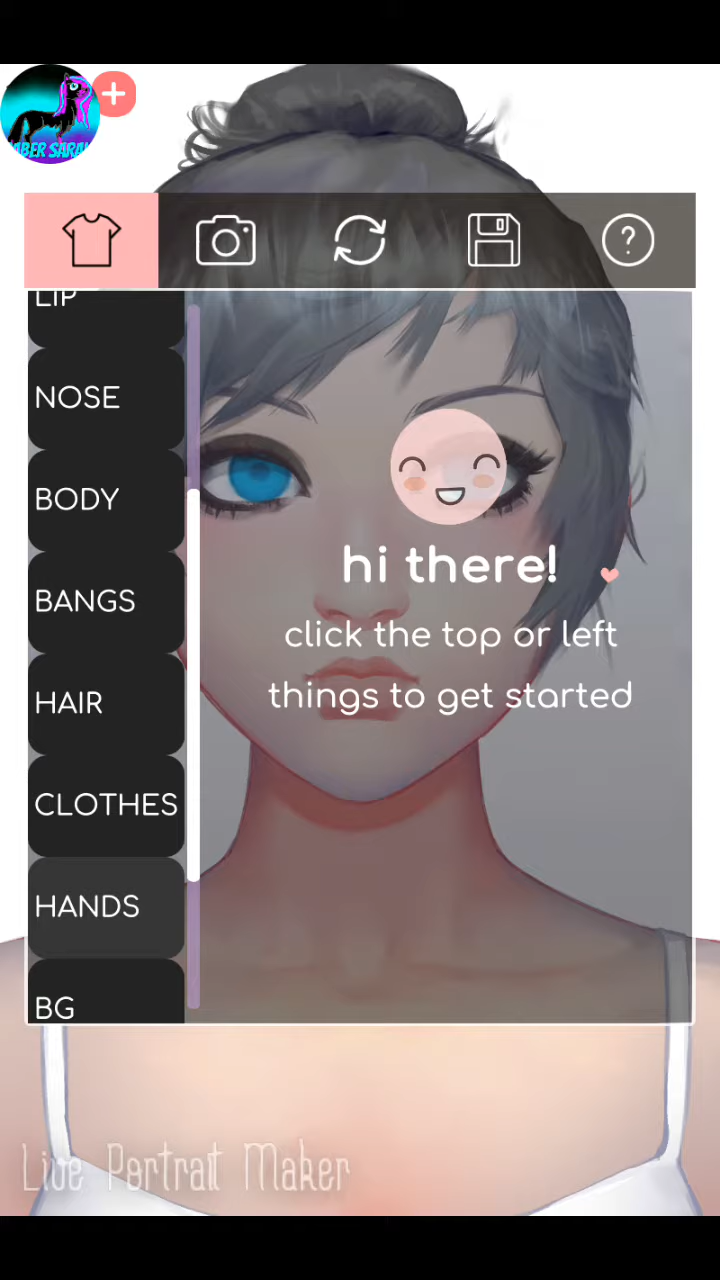 LIP
NOSE
BODY
BANGS
HAIR
CLOTHES
HANDS
BG
hi there!
click the top or left
things to get started
Live Portrait Maker